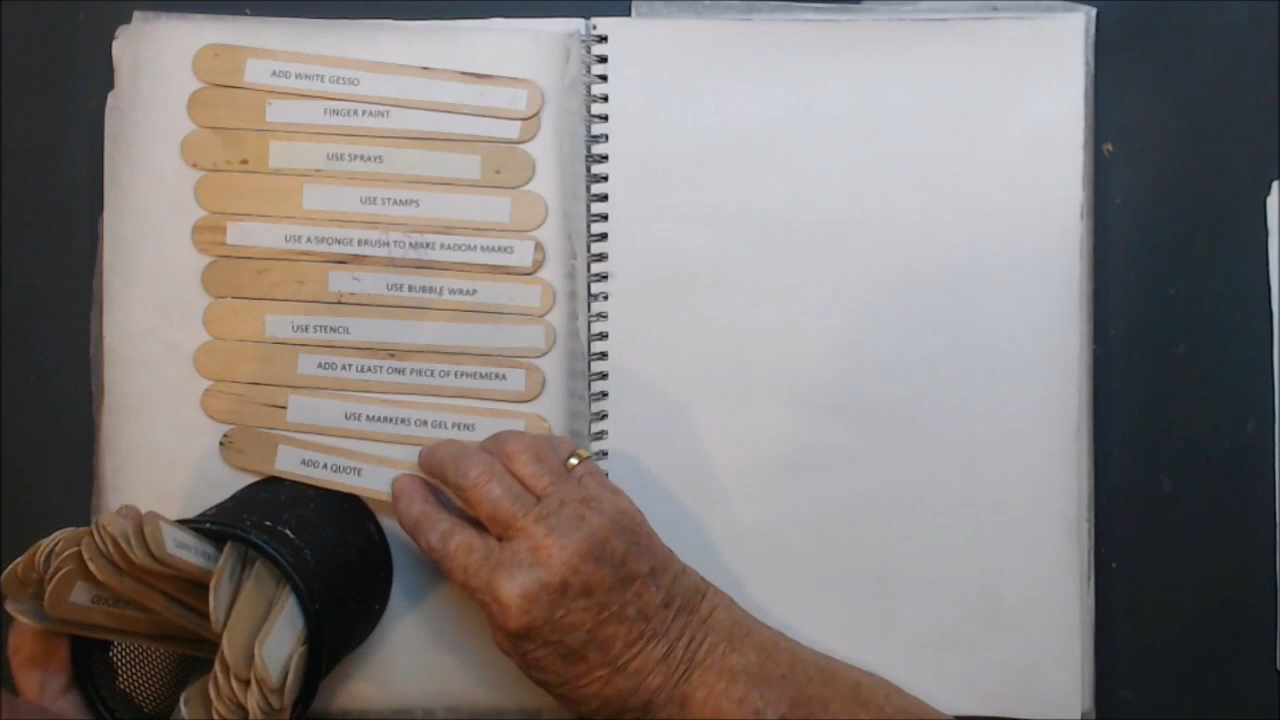 ADD WHITE GESSO
FINGER PAINT
USE SPRAYS
USE STAMPS
USE A SPONGE BRUSH TO MAKE RADOM MARKS
USE BUBBLE WRAP
USE STENCIL
ADD AT LEAST ONE PIECE OF EPHEMERA
USE MARKERS OR GEL PENS
ADD A QUOTE